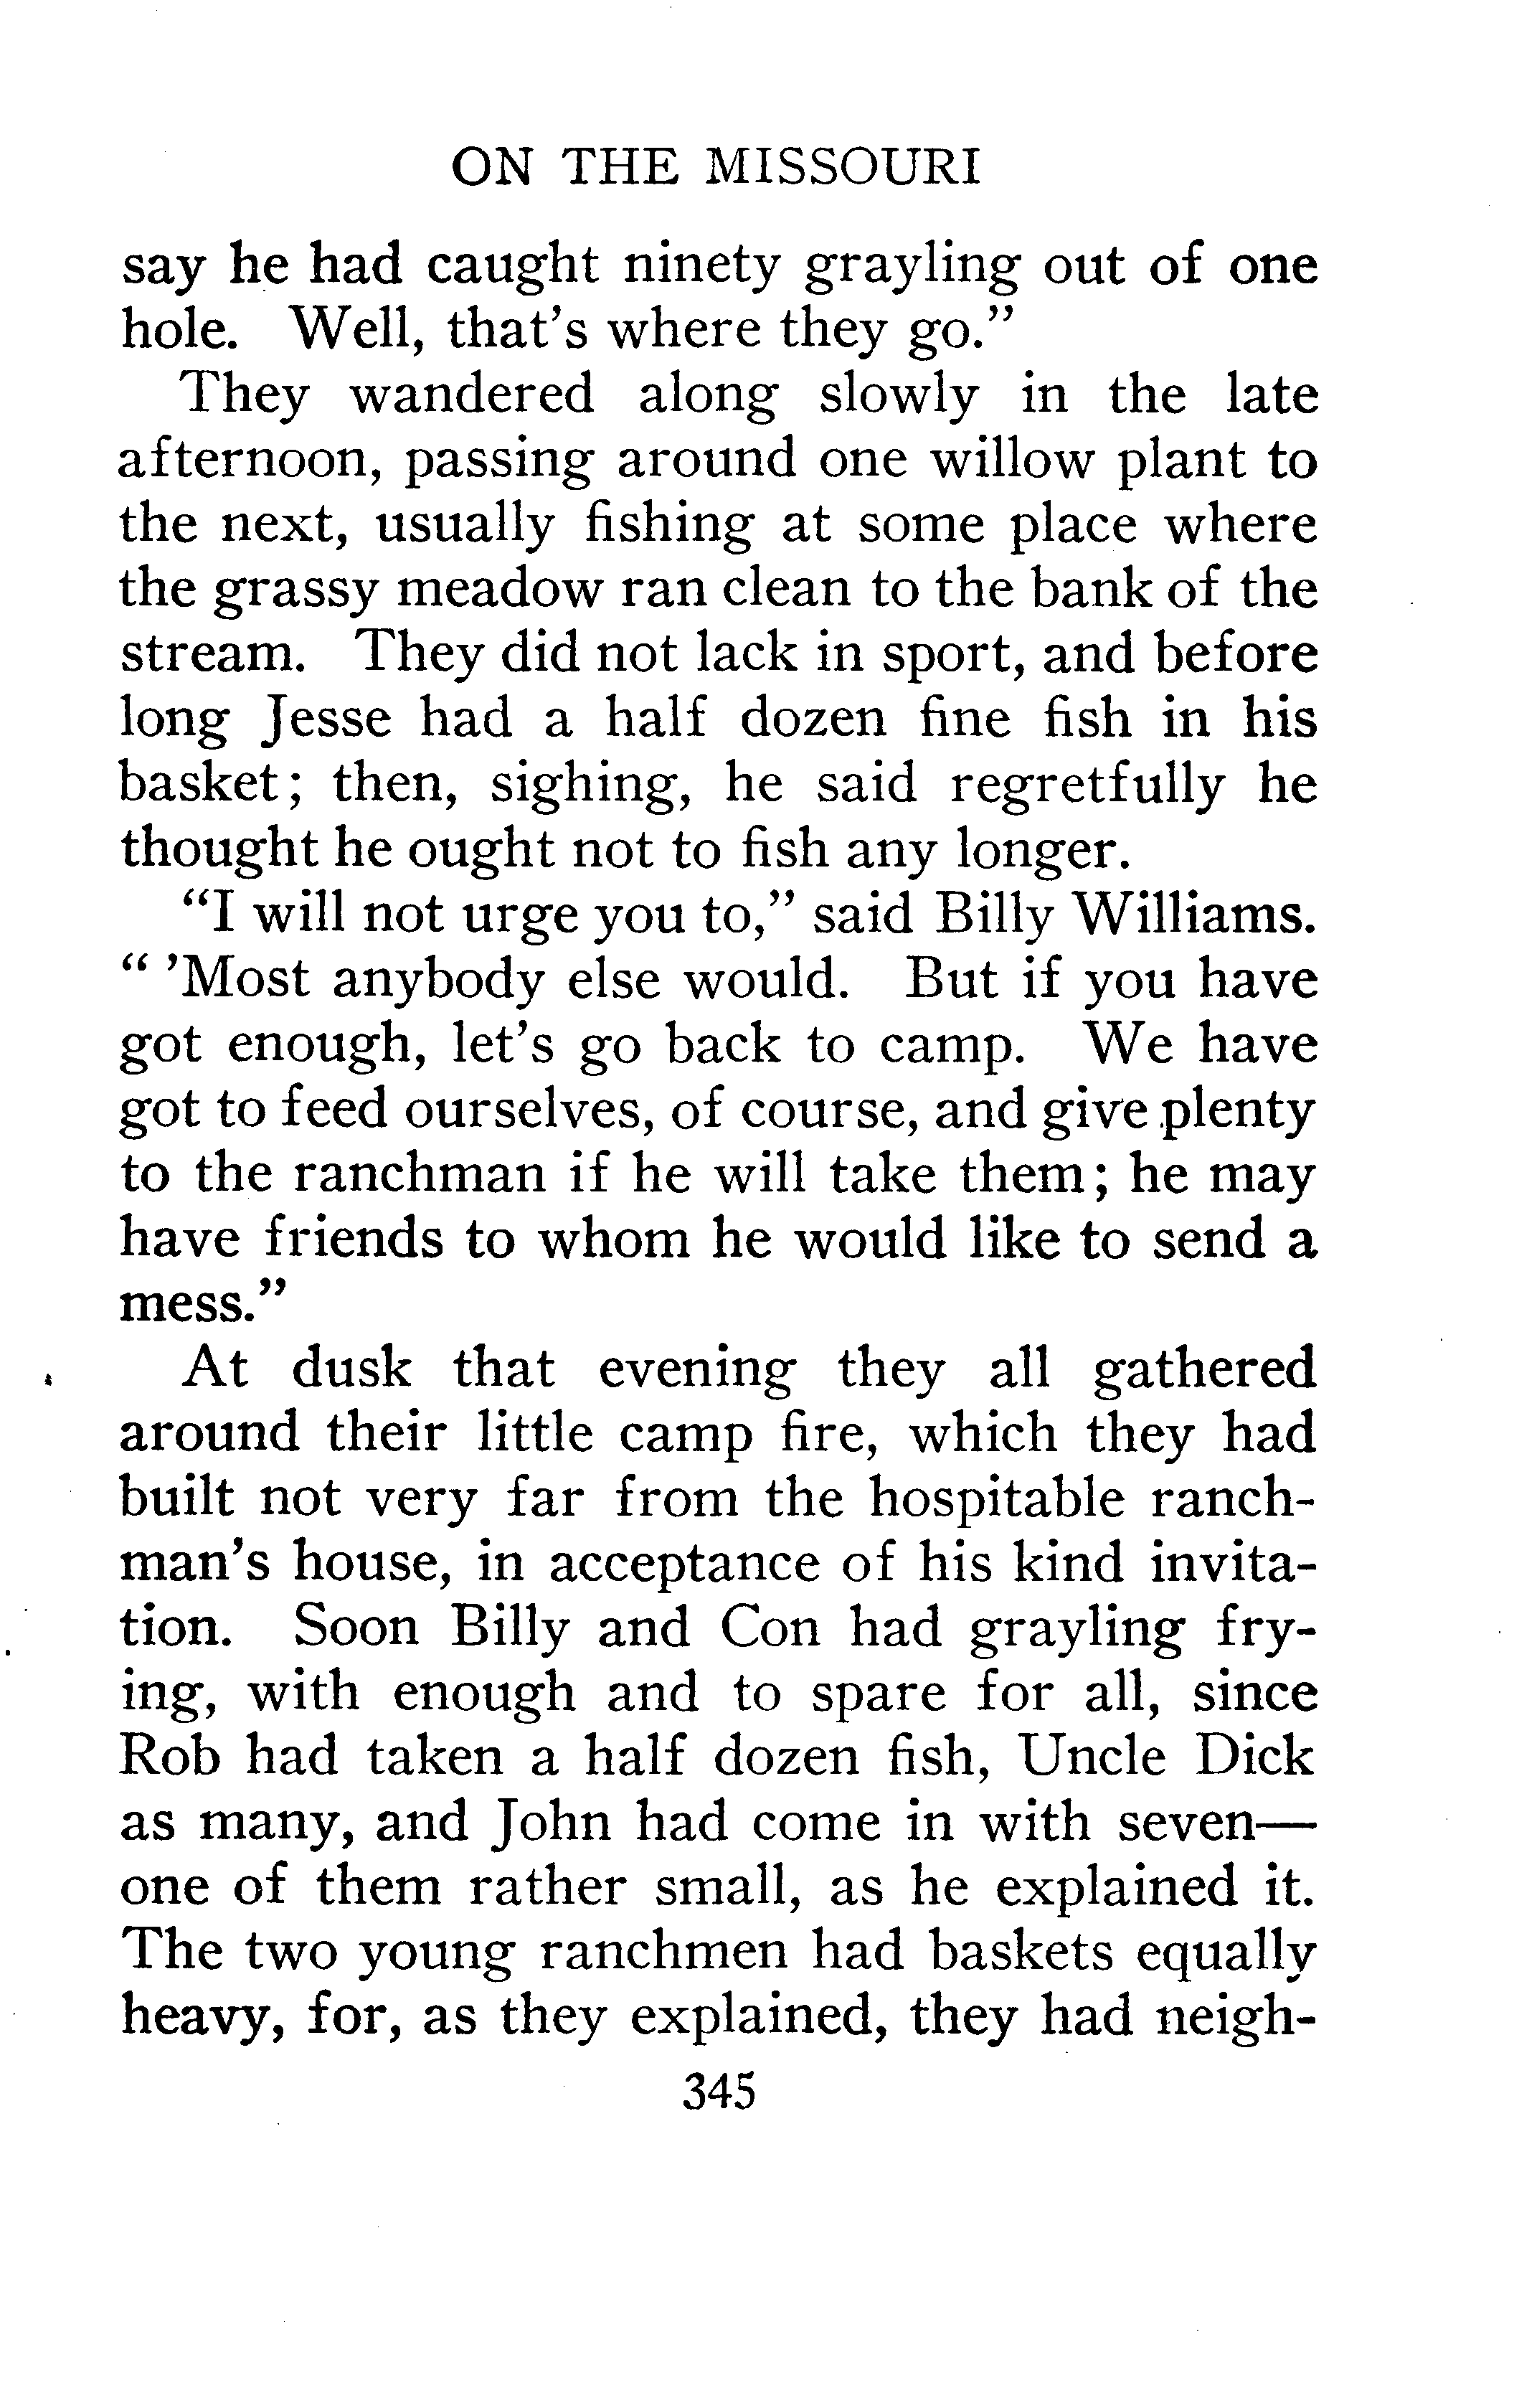 ON THE MISSOURI
say he had caught ninety grayling out of one
hole. Well, that's where they go."
They wandered along slowly in the late
afternoon, passing around one willow plant to
the next, usually fishing at some place where
the grassy meadow ran clean to the bank of the
stream. They did not lack in sport, and before
long Jesse had a half dozen fine fish in his
basket; then, sighing, he said regretfully he
thought he ought not to fish any longer.
"I will not urge you to," said Billy Williams.
" 'Most anybody else would. But if you have
got enough, let's go back to camp. We have
got to feed ourselves, of course, and give plenty
to the ranchman if he will take them; he may
have friends to whom he would like to send a
mess."
At dusk that evening they all gathered
around their little camp fire, which they had
built not very far from the hospitable ranch-
man's house, in acceptance of his kind invita-
tion. Soon Billy and Con had grayling fry-
ing, with enough and to spare for all, since
Rob had taken a half dozen fish, Uncle Dick
as many, and John had come in with seven—
one of them rather small, as he explained it.
The two young ranchmen had baskets equally
heavy, for, as they explained, they had neigh-
345